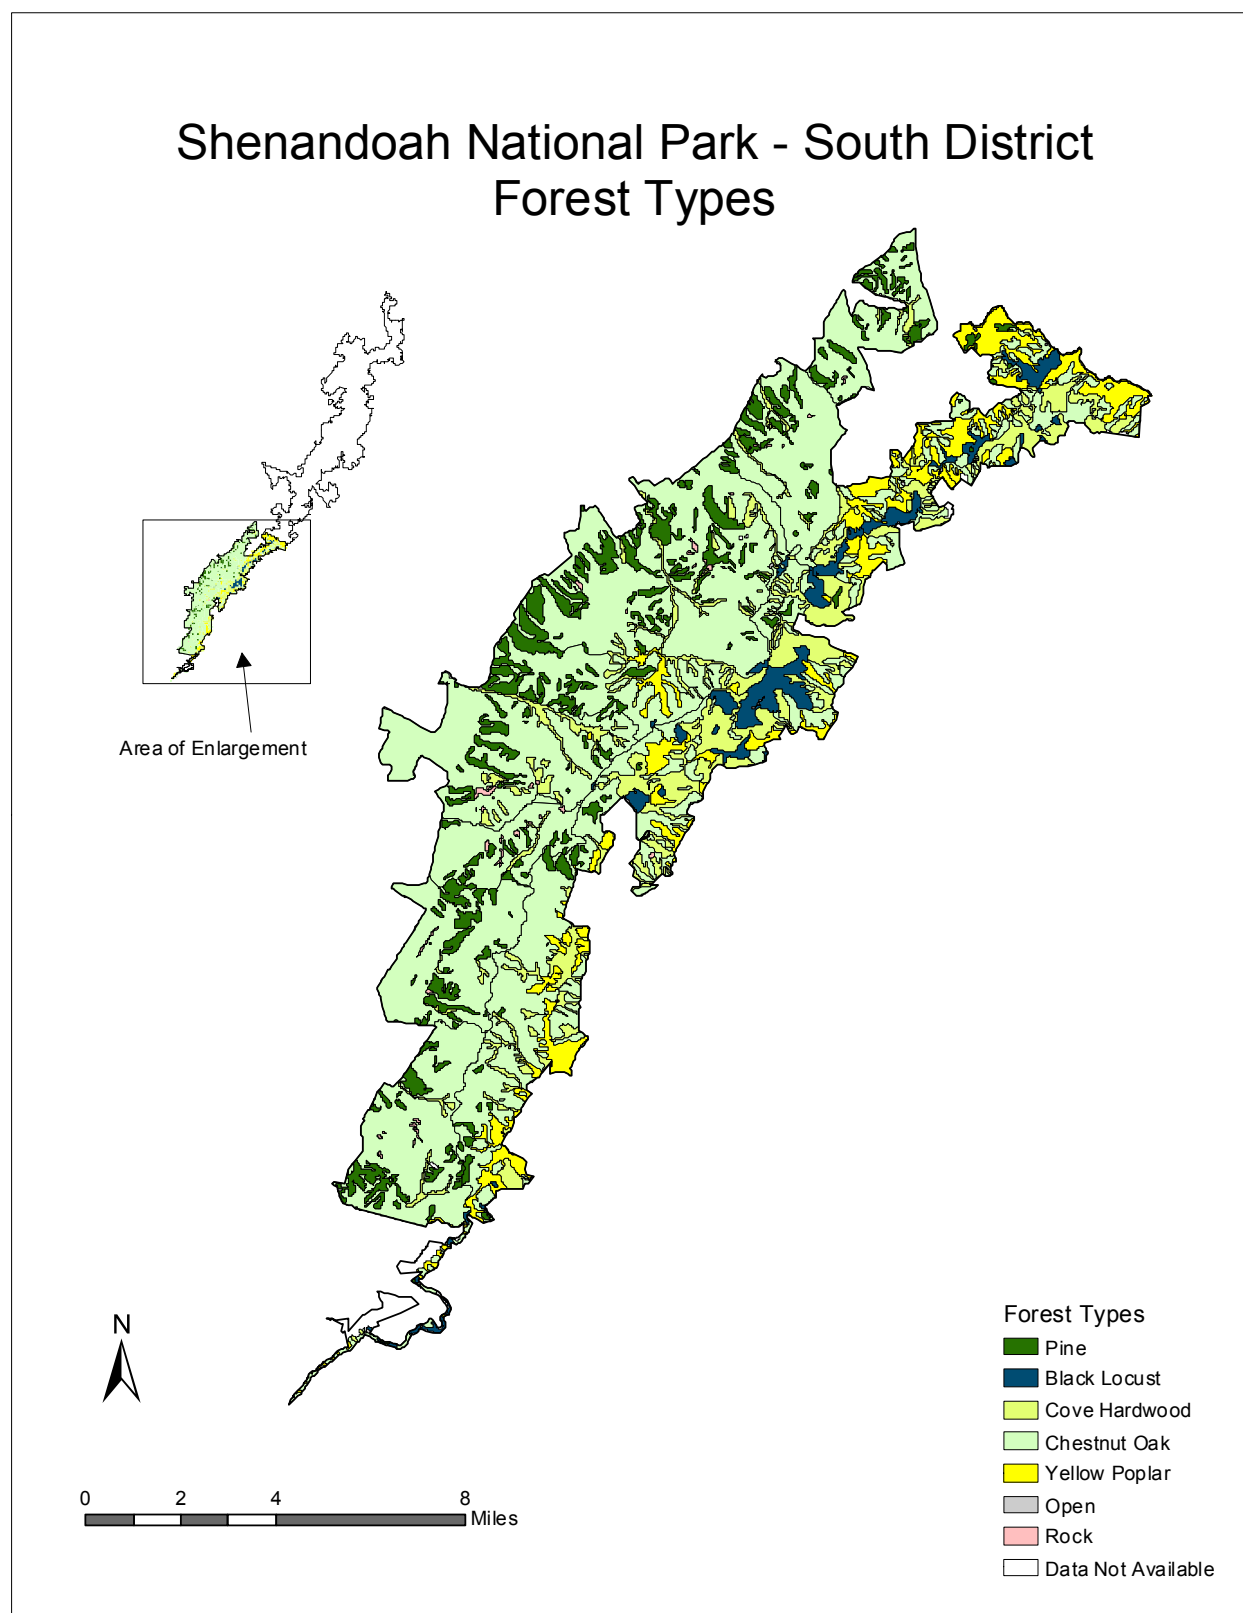 Shenandoah National Park - South District
Forest Types
Area of Enlargement
N
0 2 4 8
Miles
Forest Types
Pine
Black Locust
Cove Hardwood
Chestnut Oak
Yellow Poplar
Open
Rock
Data Not Available